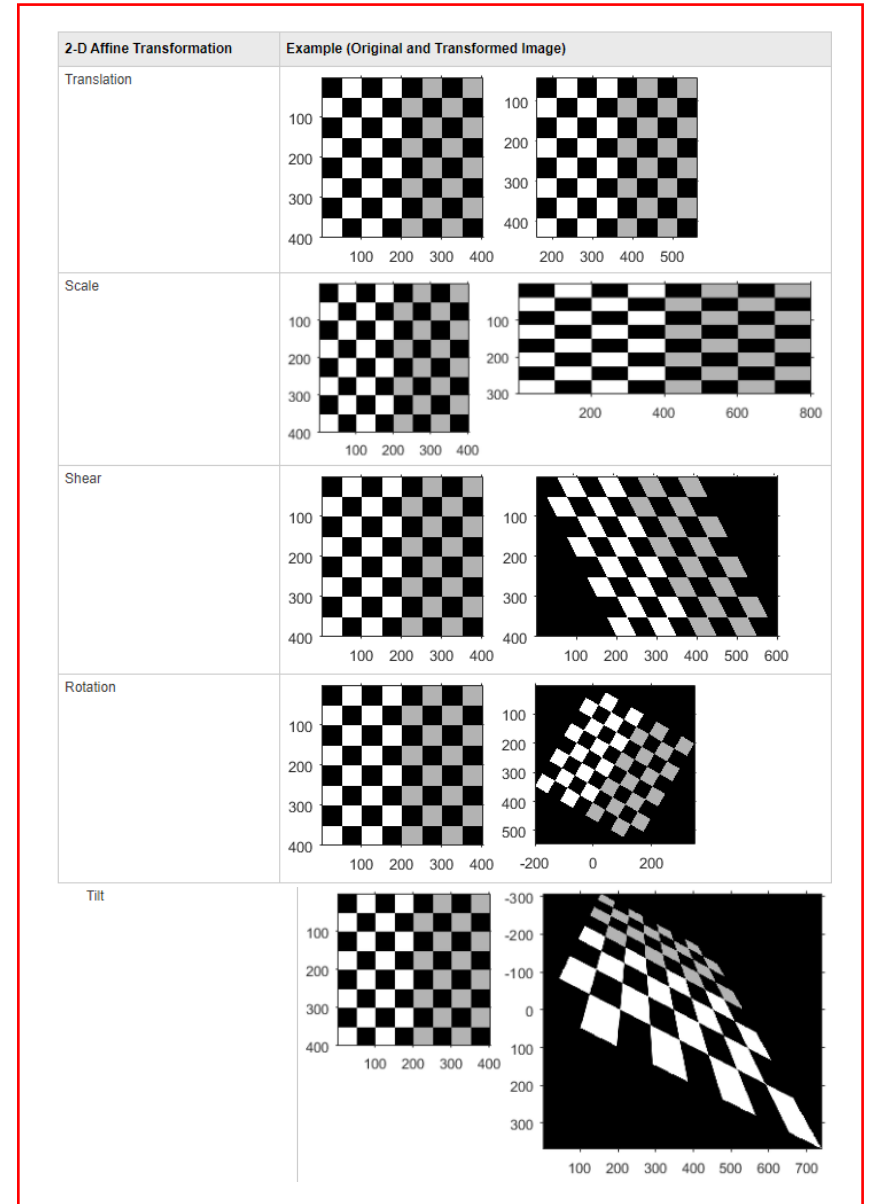 2-D Affine Transformation Example (Original and Transformed Image)
Translation
100 100
200 200
300 300
400 400
100 200 300 400 200 300 400 500
Scale
100 100
200 200
300 300
400
200 400 600 800
100 200 300 400
Shear
100 100
200 200
300 300
400 400
100 200 300 400 100 200 300 400 500 600
Rotation
100 100
200 200
300 300
400 400
500
100 200 300 400 -200 0 200
Tilt
-300
100 -200
200 -100
300 0
400 100
100 200 300 400
200
300
100 200 300 400 500 600 700